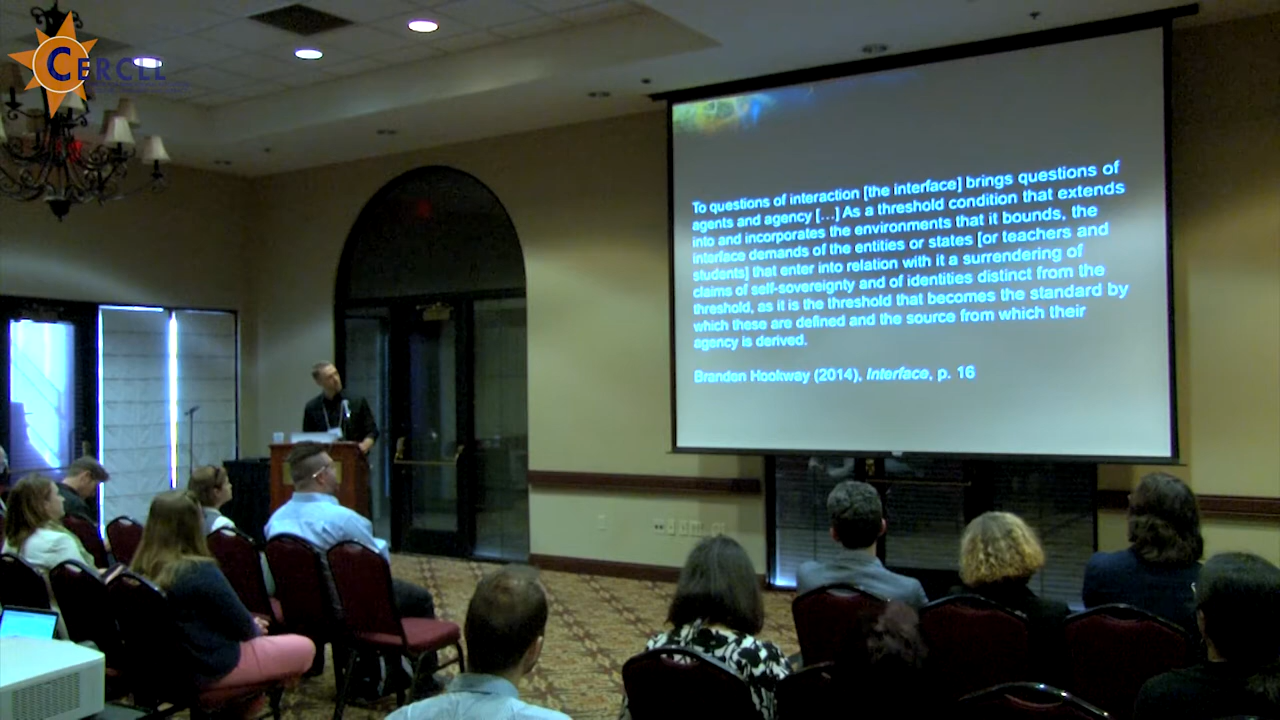 CERCLL
To questions of interaction [the interface] brings questions of
agents and agency [...] As a threshold condition that extends
into and incorporates the environments that it bounds, the
interface demands of the entities or states [or teachers and
students] that enter into relation with it a surrendering of
claims of self-sovereignty and of identities distinct from the
threshold, as it is the threshold that becomes the standard by
which these are defined and the source from which their
agency is derived.
Branden Hookway (2014), Interface, p. 16